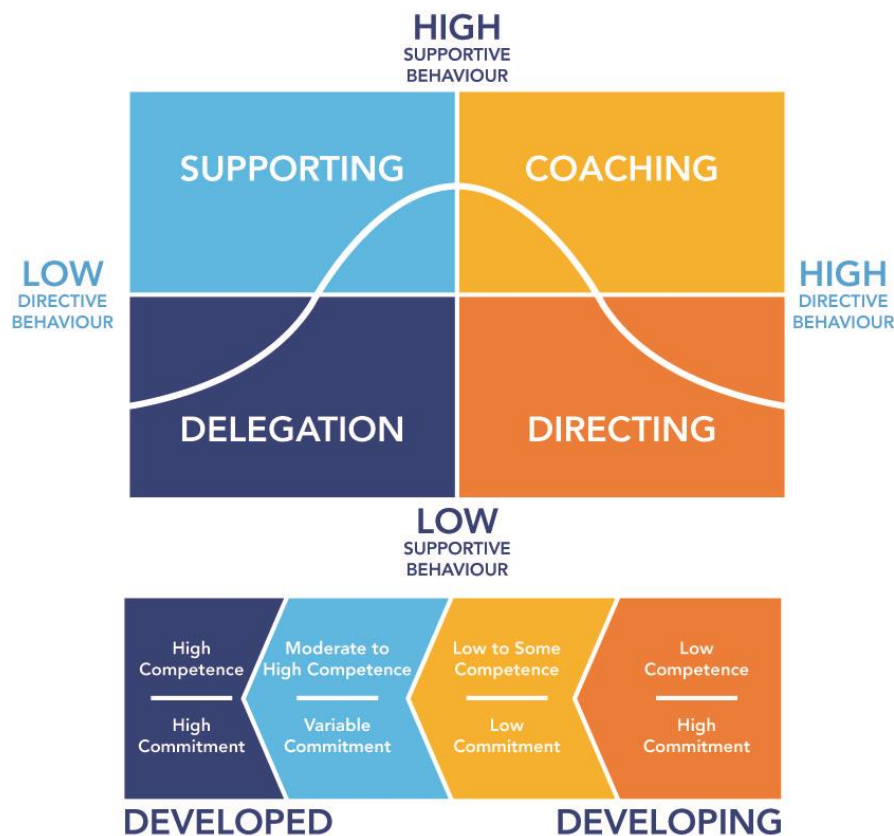 HIGH
SUPPORTIVE
BEHAVIOUR
SUPPORTING
COACHING
LOW
DIRECTIVE
BEHAVIOUR
HIGH
DIRECTIVE
BEHAVIOUR
DELEGATION
DIRECTING
LOW
SUPPORTIVE
BEHAVIOUR
High
Competence
High
Commitment
Moderate to
High Competence
Variable
Commitment
Low to Some
Competence
Low
Commitment
Low
Competence
High
Commitment
DEVELOPED
DEVELOPING